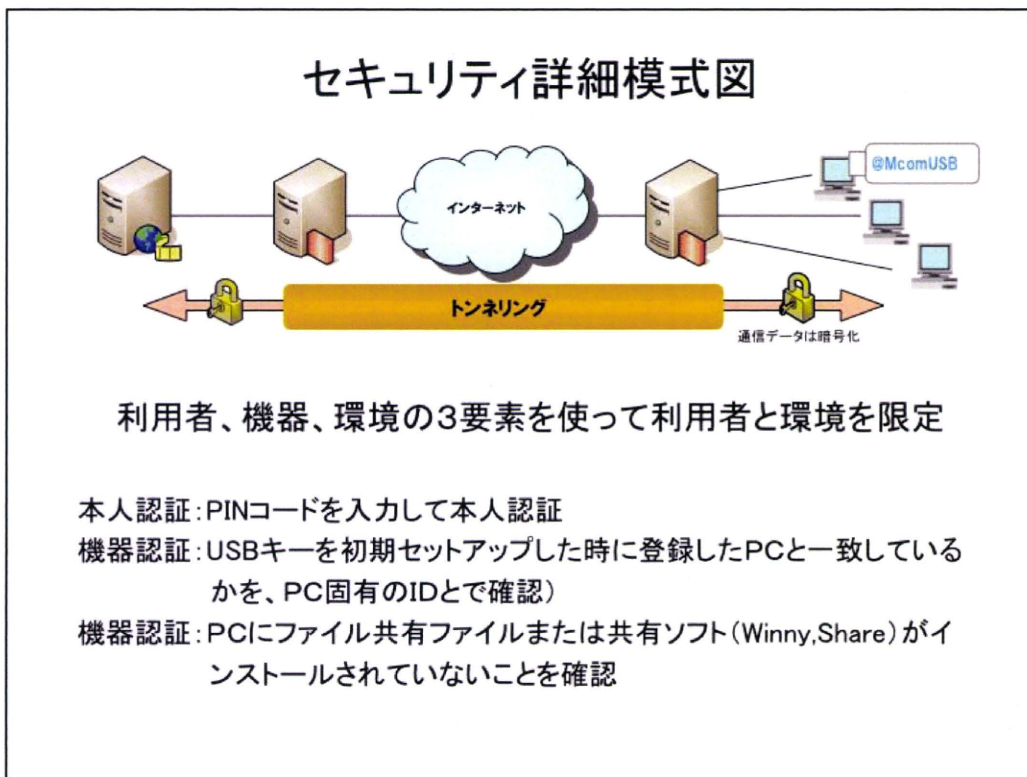 セキュリティ詳細模式図
@McomUSB
インターネット
トンネリング
通信データは暗号化
利用者、機器、環境の３要素を使って利用者と環境を限定
本人認証：PINコードを入力して本人認証
機器認証：USBキーを初期セットアップした時に登録したPCと一致している
かを、PC固有のIDとで確認）
機器認証：PCにファイル共有ファイルまたは共有ソフト（Winny,Share）がイ
ンストールされていないことを確認